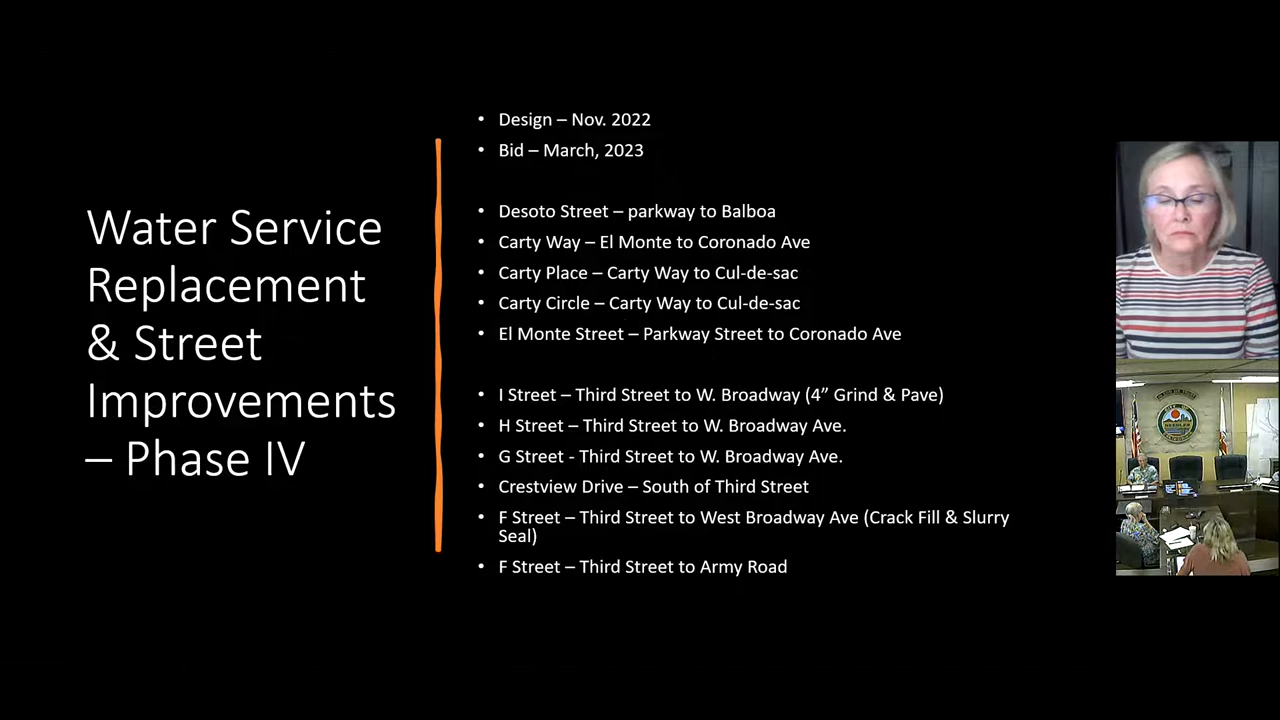 Water Service
Replacement
& Street
Improvements
– Phase IV
• Design – Nov. 2022
• Bid – March, 2023
• Desoto Street – parkway to Balboa
• Carty Way – El Monte to Coronado Ave
• Carty Place – Carty Way to Cul-de-sac
• Carty Circle – Carty Way to Cul-de-sac
• El Monte Street – Parkway Street to Coronado Ave
• I Street – Third Street to W. Broadway (4” Grind & Pave)
• H Street – Third Street to W. Broadway Ave.
• G Street - Third Street to W. Broadway Ave.
• Crestview Drive – South of Third Street
• F Street – Third Street to West Broadway Ave (Crack Fill & Slurry
Seal)
• F Street – Third Street to Army Road
NEEDLES